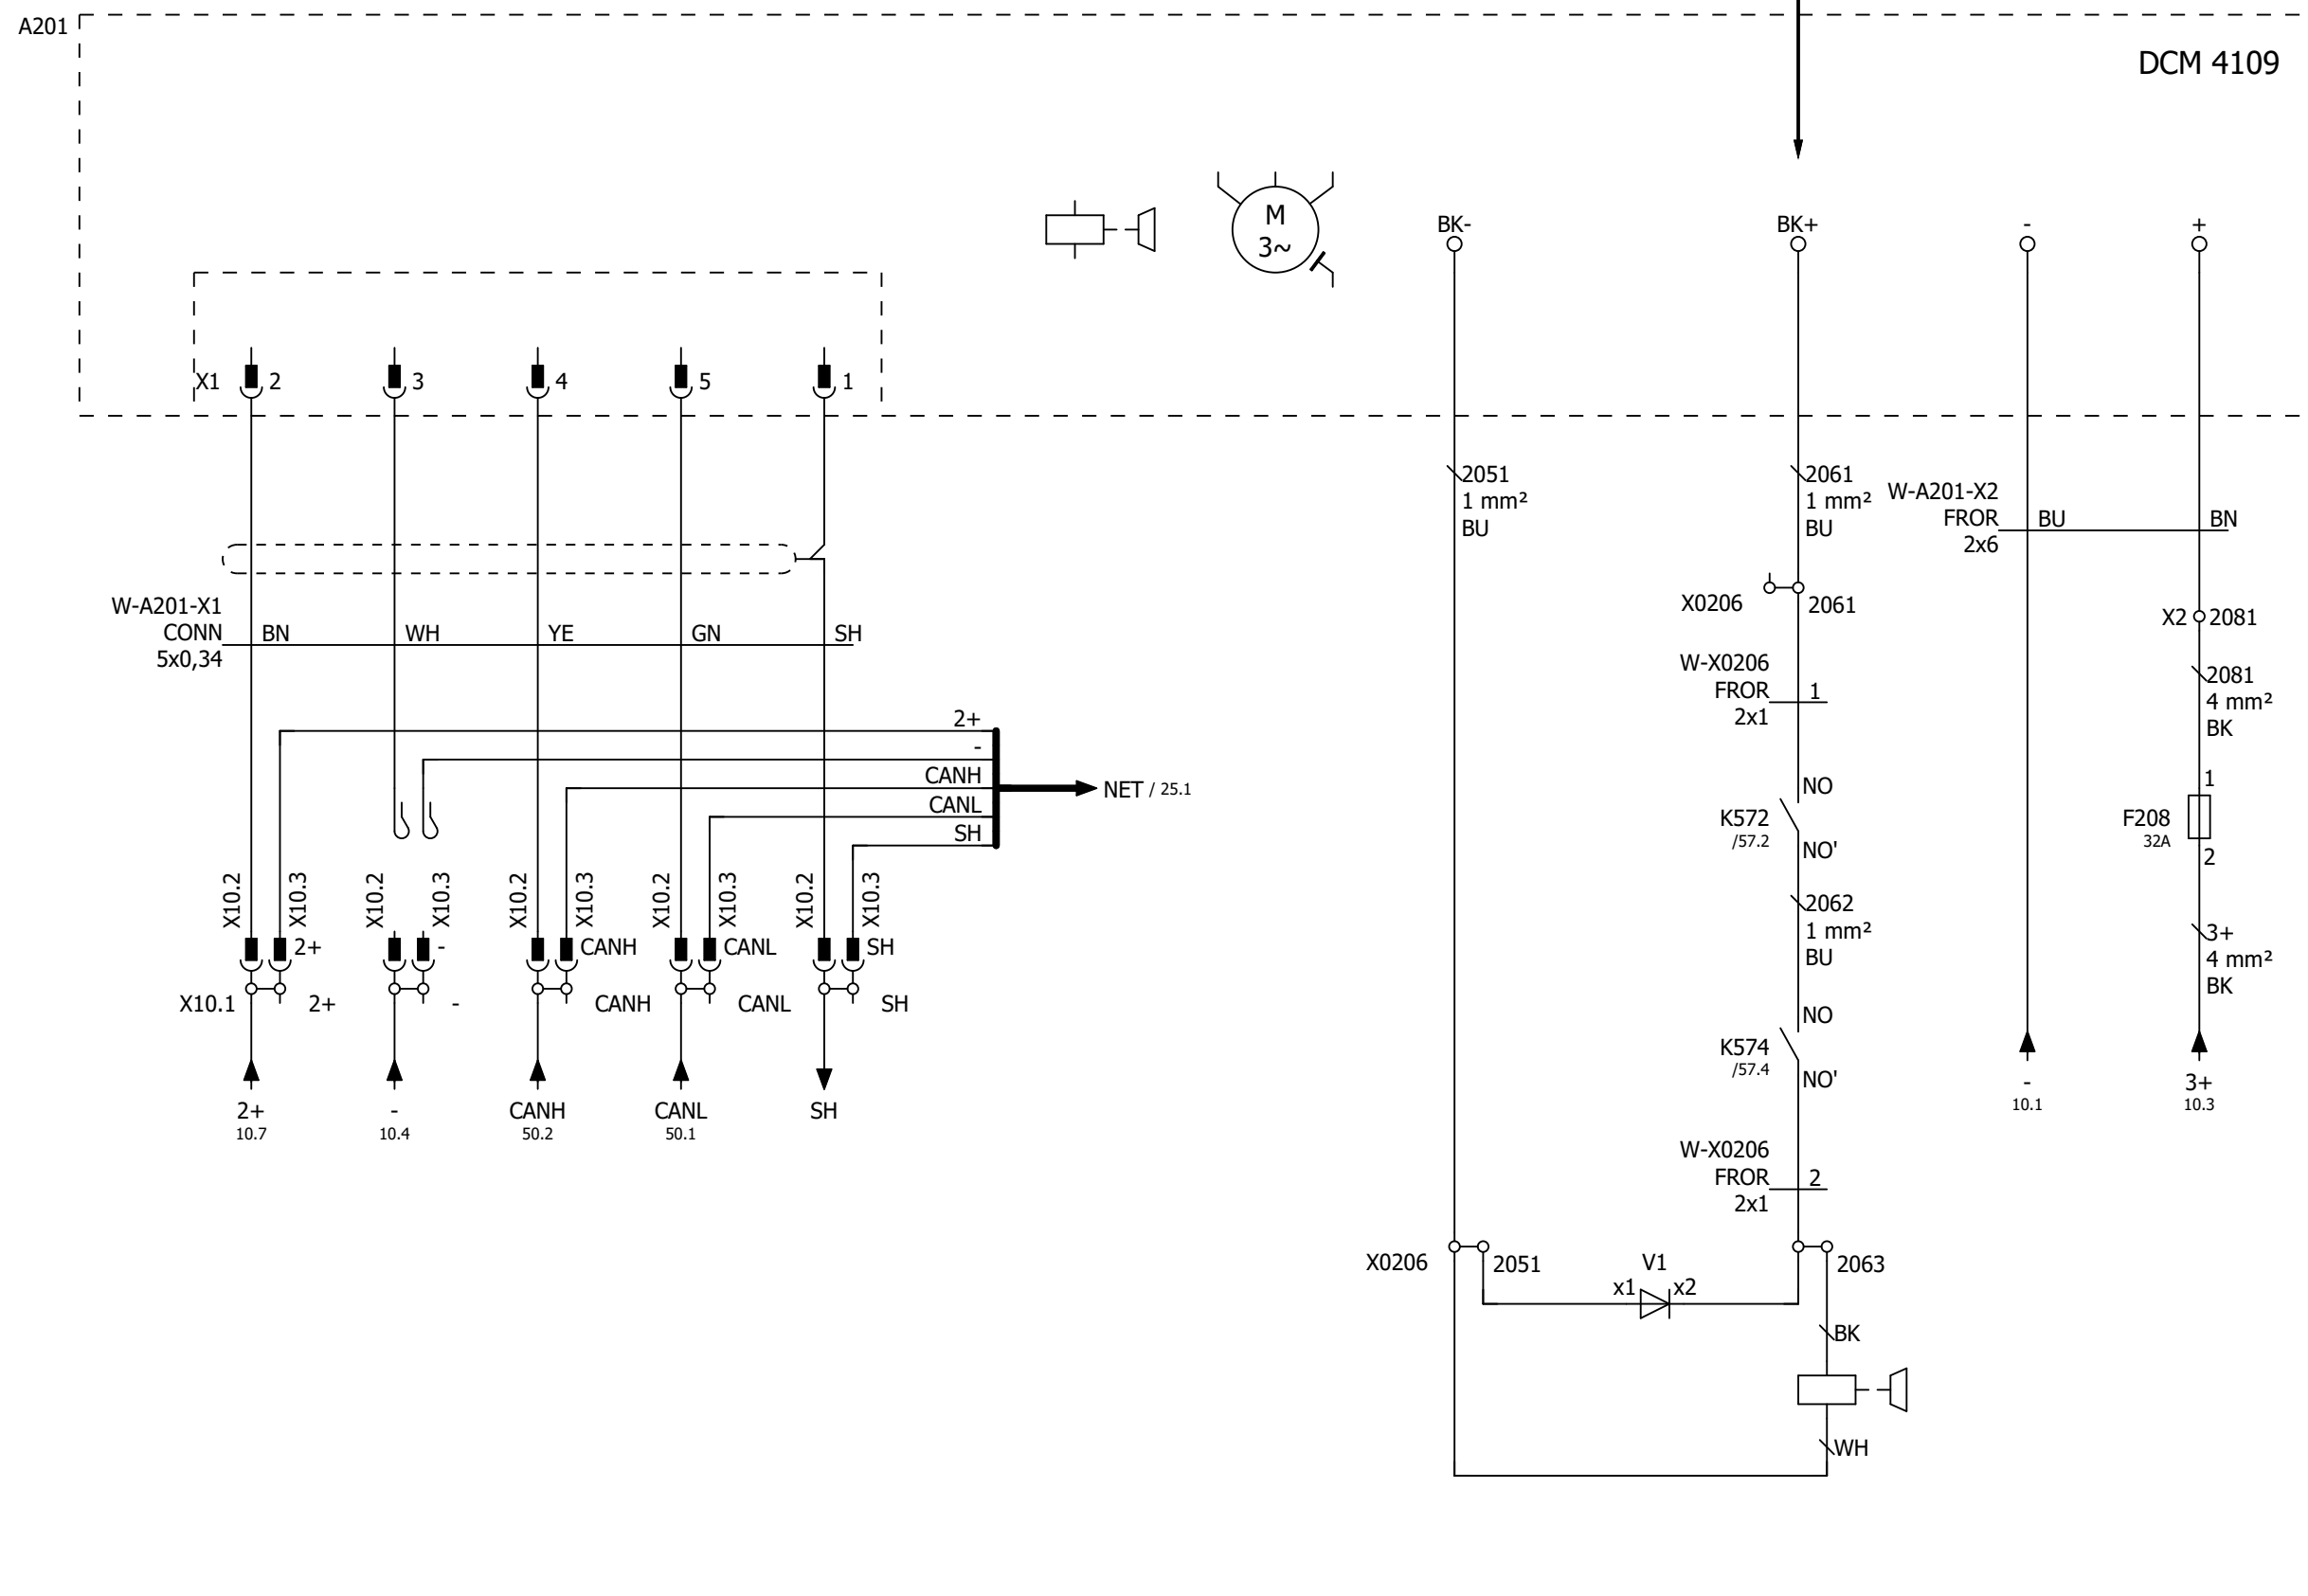 A201
DCM 4109
M
3~
BK-
BK+
-
+
X1
2
3
4
5
1
2051
1 mm²
BU
2061
1 mm²
BU
W-A201-X2
FROR
2x6
BU
BN
X0206
2061
X2
2081
W-A201-X1
CONN
5x0,34
BN
WH
YE
GN
SH
W-X0206
FROR
2x1
1
2081
4 mm²
BK
2+
-
CANH
CANL
SH
NET / 25.1
NO
K572
/57.2
NO'
1
F208
32A
2
X10.2
X10.3
X10.2
X10.3
X10.2
X10.3
X10.2
X10.3
X10.2
X10.3
2+
-
CANH
CANL
SH
2062
1 mm²
BU
3+
4 mm²
BK
X10.1
2+
-
CANH
CANL
SH
NO
K574
/57.4
NO'
2+
10.7
-
10.4
CANH
50.2
CANL
50.1
SH
-
10.1
3+
10.3
W-X0206
FROR
2x1
2
X0206
2051
V1
x1
x2
2063
BK
WH